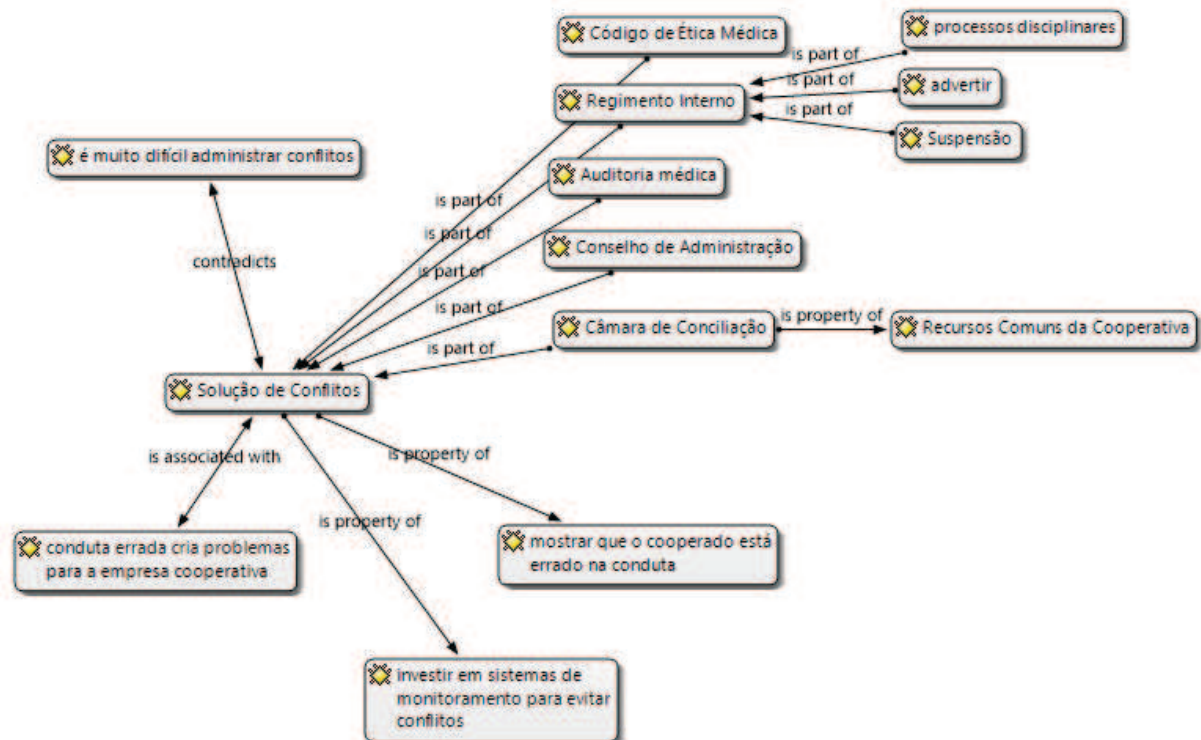 Código de Ética Médica
processos disciplinares
is part of
Regimento Interno
is part of
advertir
is part of
Suspensão
é muito difícil administrar conflitos
Auditoria médica
is part of
is part of
Conselho de Administração
contradicts
is part of
is part of
Câmara de Conciliação
is property of
Recursos Comuns da Cooperativa
is part of
Solução de Conflitos
is associated with
is property of
is property of
conduta errada cria problemas
para a empresa cooperativa
mostrar que o cooperado está
errado na conduta
investir em sistemas de
monitoramento para evitar
conflitos